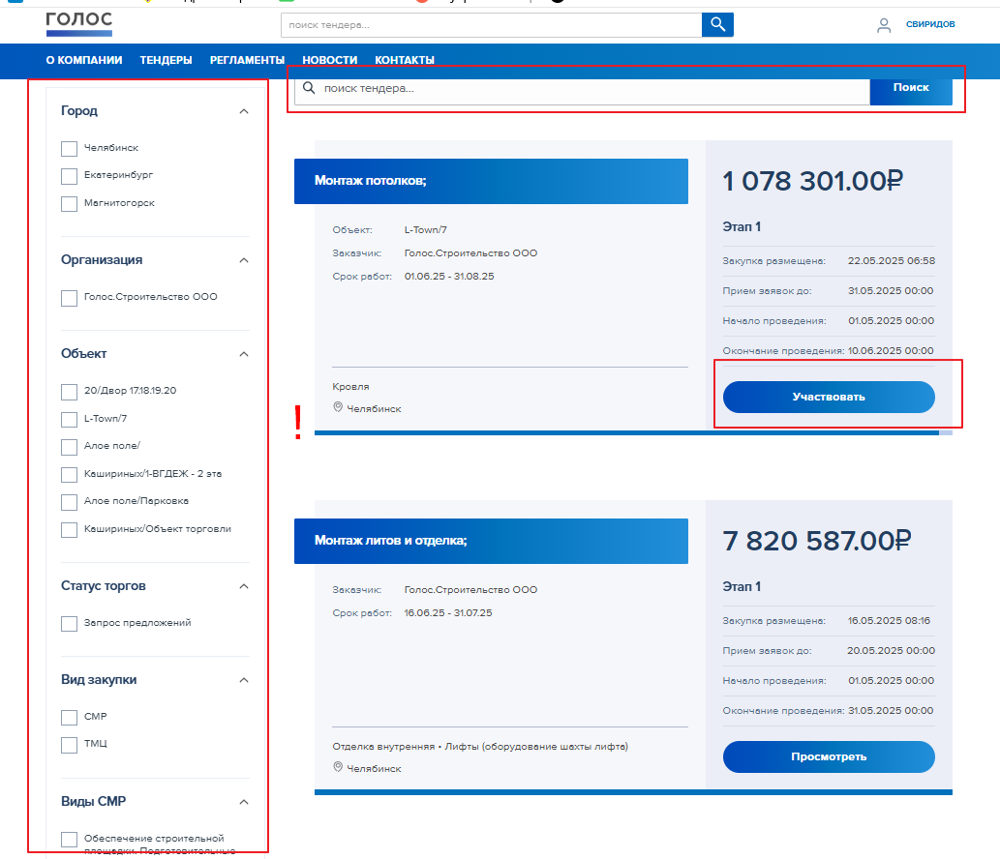 ГОЛОС
поиск тендера...
СВИРИДОВ
О КОМПАНИИ ТЕНДЕРЫ РЕГЛАМЕНТЫ НОВОСТИ КОНТАКТЫ
поиск тендера...
Поиск
Город
Челябинск
Екатеринбург
Магнитогорск
Организация
Голос.Строительство ООО
Объект
20/Двор 17.18.19.20
L-Town/7
Алое поле/
Кашириных/1-ВГДЕЖ - 2 эта
Алое поле/Парковка
Кашириных/Объект торговли
Статус торгов
Запрос предложений
Вид закупки
СМР
ТМЦ
Виды СМР
Обеспечение строительной
площадки. Подготовительные
Монтаж потолков;
Объект: L-Town/7
Заказчик: Голос.Строительство ООО
Срок работ: 01.06.25 - 31.08.25
Кровля
Челябинск
!
1 078 301.00₽
Этап 1
Закупка размещена: 22.05.2025 06:58
Прием заявок до: 31.05.2025 00:00
Начало проведения: 01.05.2025 00:00
Окончание проведения: 10.06.2025 00:00
Участвовать
Монтаж литов и отделка;
Заказчик: Голос.Строительство ООО
Срок работ: 16.06.25 - 31.07.25
Отделка внутренняя • Лифты (оборудование шахты лифта)
Челябинск
7 820 587.00₽
Этап 1
Закупка размещена: 16.05.2025 08:16
Прием заявок до: 20.05.2025 00:00
Начало проведения: 01.05.2025 00:00
Окончание проведения: 31.05.2025 00:00
Просмотреть